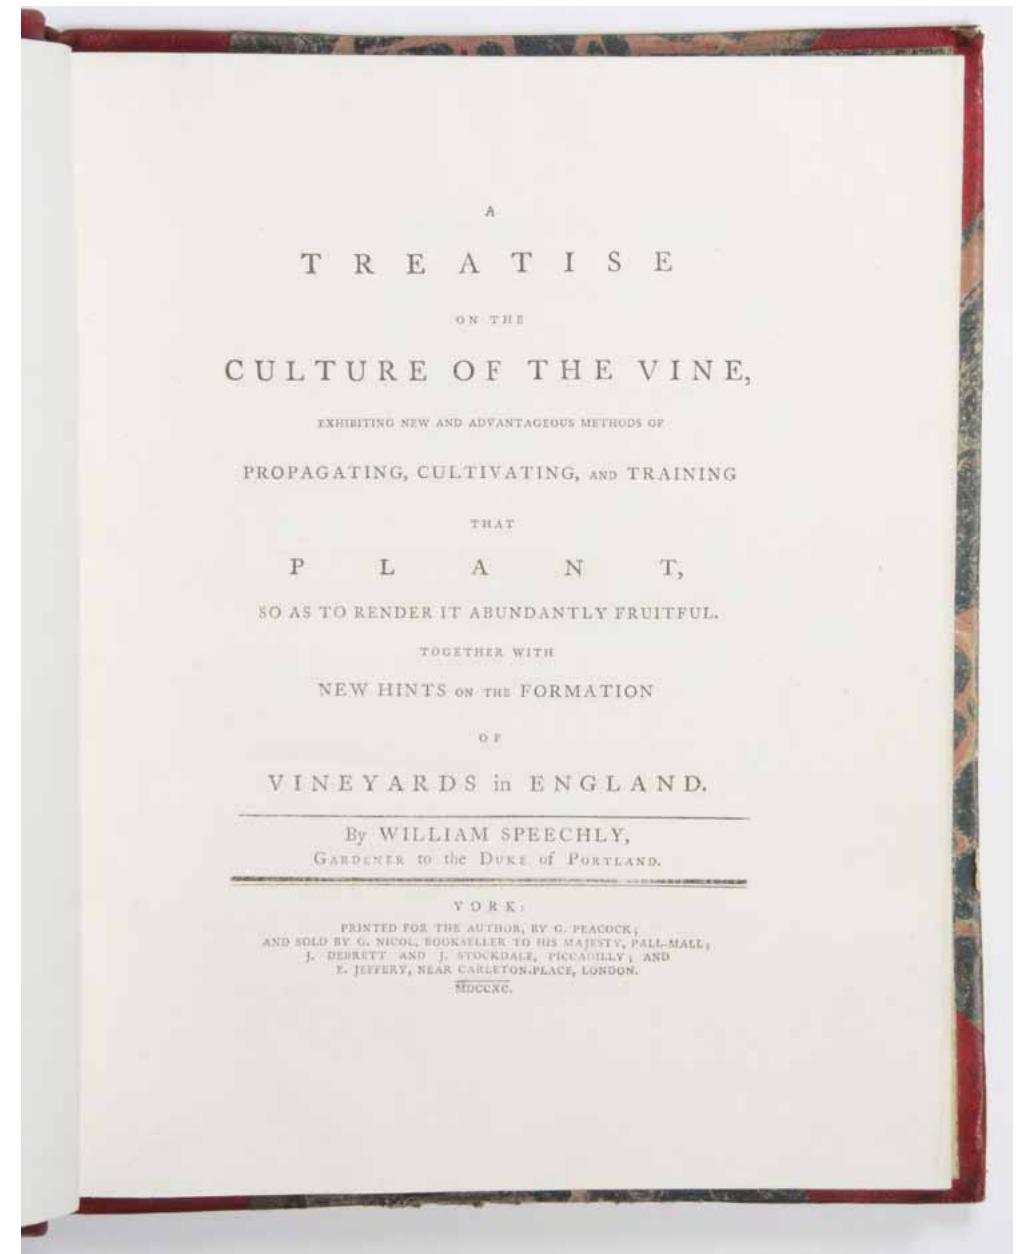 A
TREATISE
ON THE
CULTURE OF THE VINE,
EXHIBITING NEW AND ADVANTAGEOUS METHODS OF
PROPAGATING, CULTIVATING, AND TRAINING
THAT
PLANT,
SO AS TO RENDER IT ABUNDANTLY FRUITFUL.
TOGETHER WITH
NEW HINTS ON THE FORMATION
OF
VINEYARDS in ENGLAND.
By WILLIAM SPEECHLY,
GARDENER to the DUKE of PORTLAND.
YORK:
PRINTED FOR THE AUTHOR, BY G. PEACOCK;
AND SOLD BY G. NICOL, BOOKSELLER TO HIS MAJESTY, PALL-MALL;
J. DEBRETT AND J. STOCKDALE, PICCADILLY; AND
E. JEFFERY, NEAR CARLETON-PLACE, LONDON.
MDCCXC.